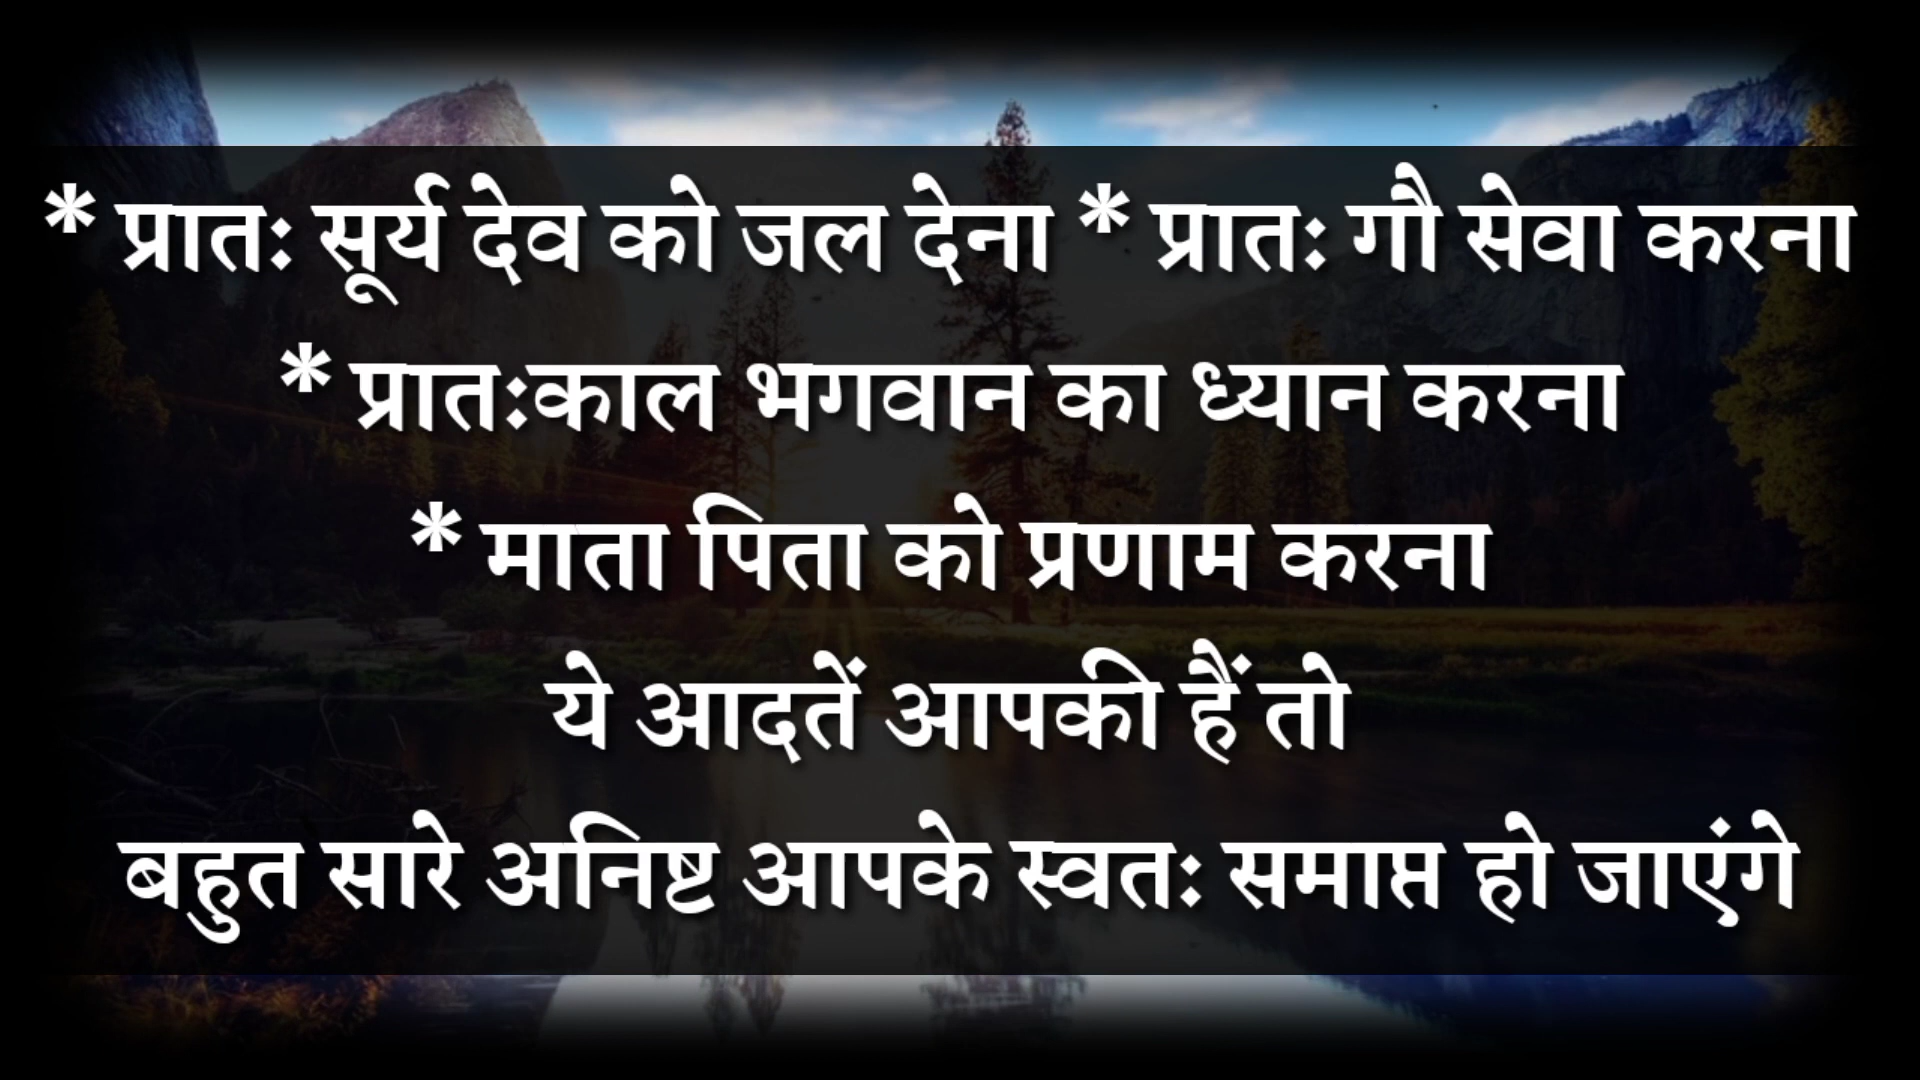 * प्रातः सूर्य देव को जल देना * प्रातः गौ सेवा करना
* प्रातःकाल भगवान का ध्यान करना
* माता पिता को प्रणाम करना
ये आदतें आपकी हैं तो
बहुत सारे अनिष्ट आपके स्वतः समाप्त हो जाएंगे